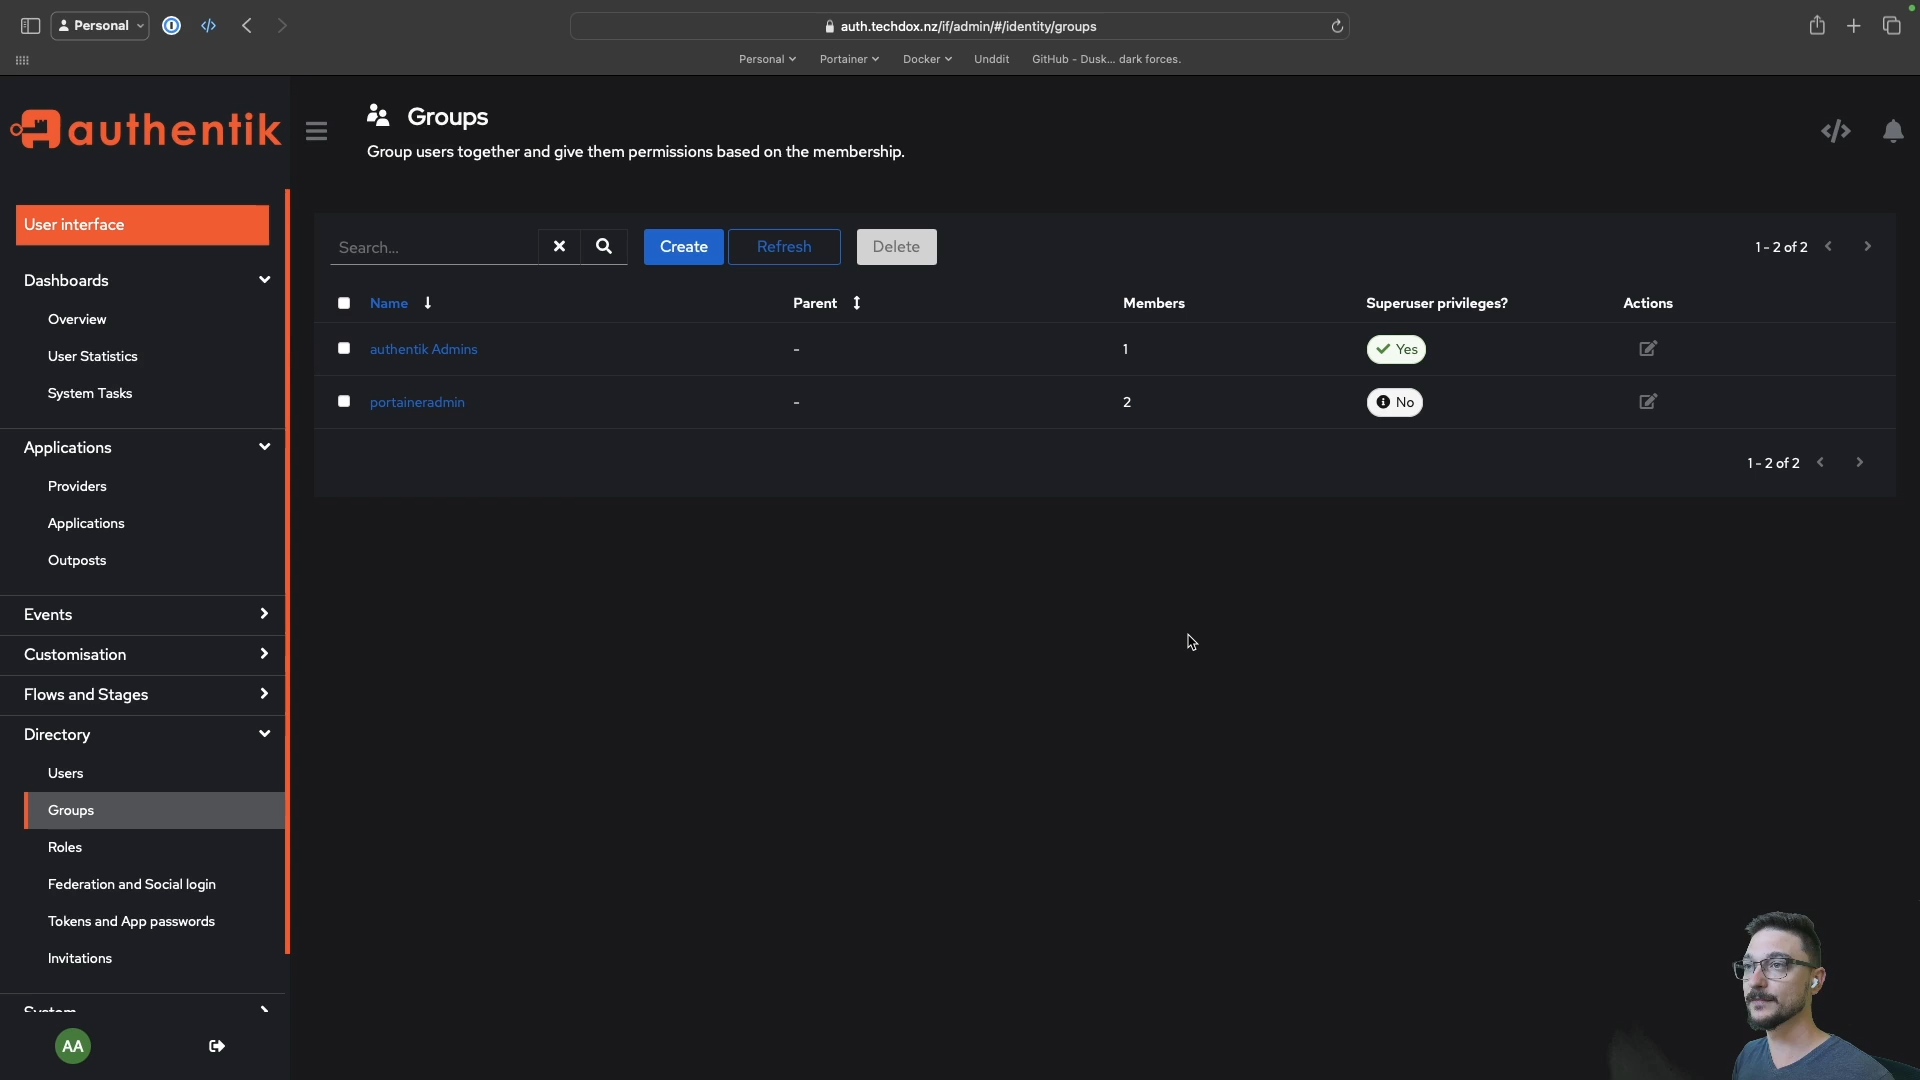 Personal
auth.techdox.nz/if/admin/#/identity/groups
Personal
Portainer
Docker
Unddit
GitHub - Dusk... dark forces.
authentik
Groups
Group users together and give them permissions based on the membership.
User interface
Dashboards
Overview
User Statistics
System Tasks
Applications
Providers
Applications
Outposts
Events
Customisation
Flows and Stages
Directory
Users
Groups
Roles
Federation and Social login
Tokens and App passwords
Invitations
System
AA
Search...
Create
Refresh
Delete
1 - 2 of 2
Name
Parent
Members
Superuser privileges?
Actions
authentik Admins
-
1
Yes
portaineradmin
-
2
No
1 - 2 of 2